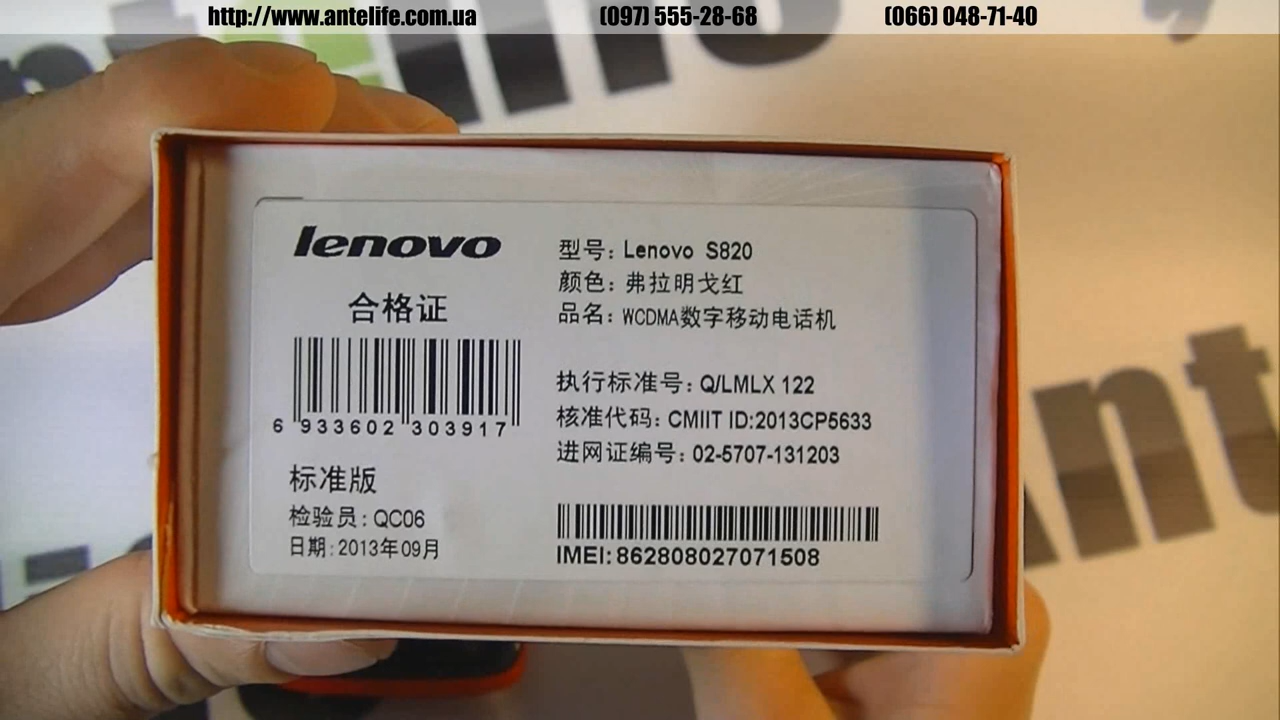 http://www.antelife.com.ua (097) 555-28-68 (066) 048-71-40
lenovo
合格证
6 933602 303917
标准版
检验员: QC06
日期: 2013年09月
型号: Lenovo S820
颜色: 弗拉明戈红
品名: WCDMA数字移动电话机
执行标准号: Q/LMLX 122
核准代码: CMIIT ID:2013CP5633
进网证编号: 02-5707-131203
IMEI: 862808027071508